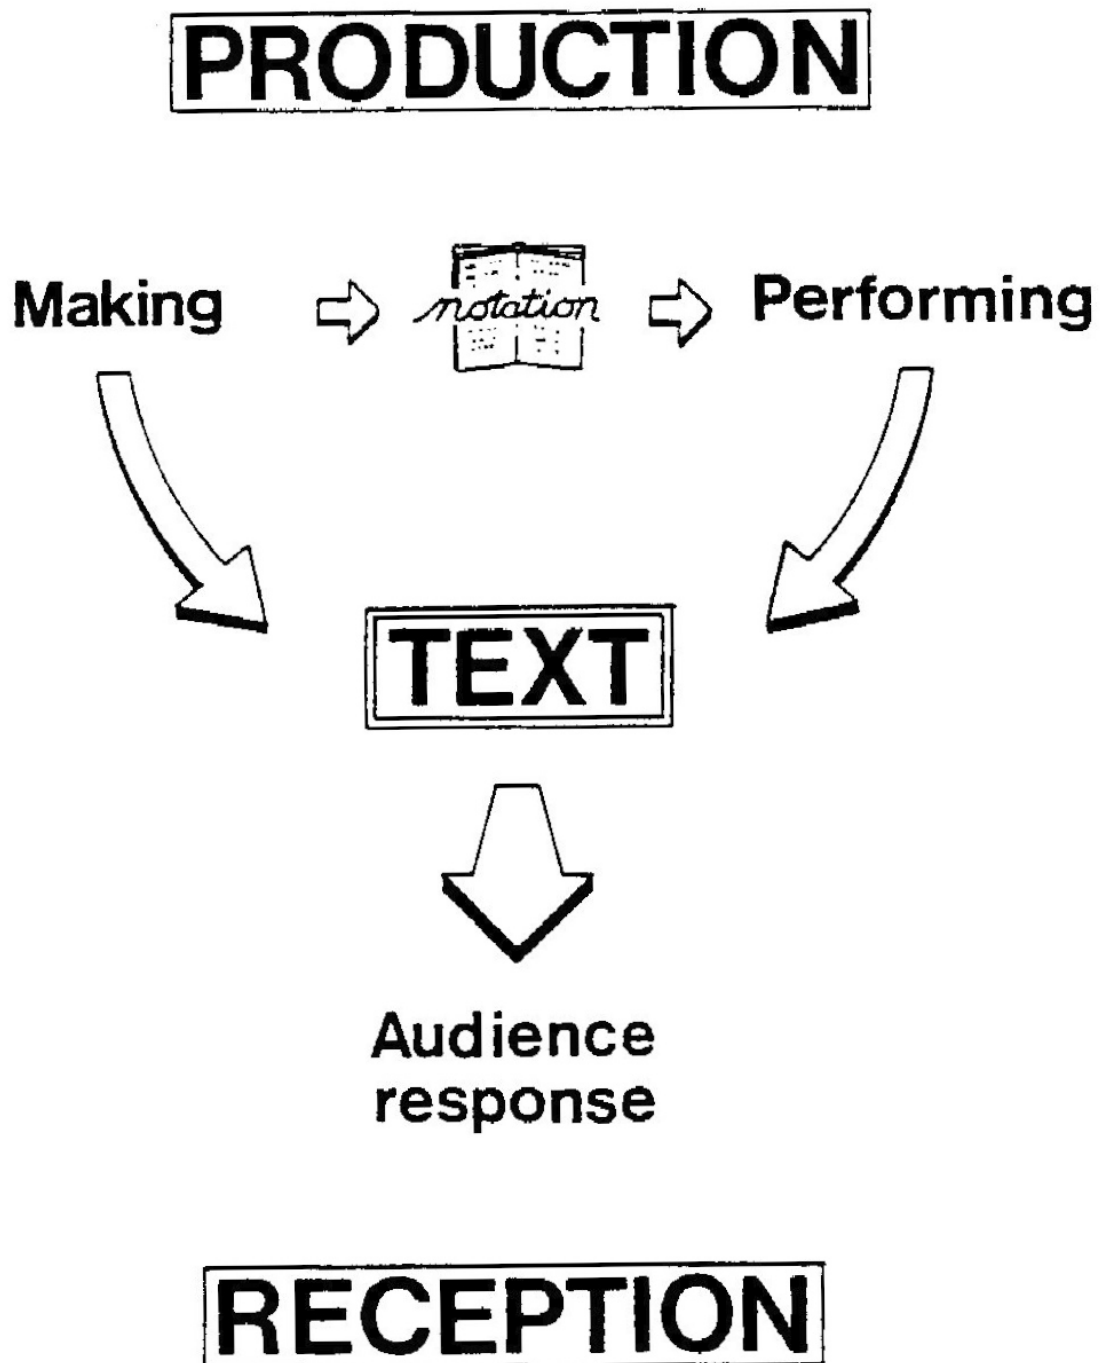 PRODUCTION
Making notation Performing
TEXT
Audience
response
RECEPTION